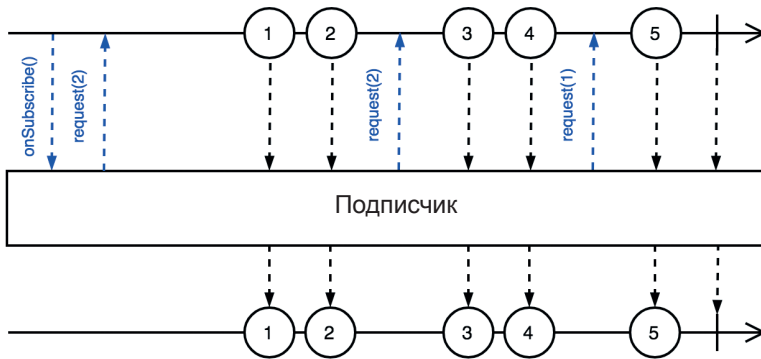 1 2 3 4 5
onSubscribe()
request(2)
request(2)
request(1)
Подписчик
1 2 3 4 5